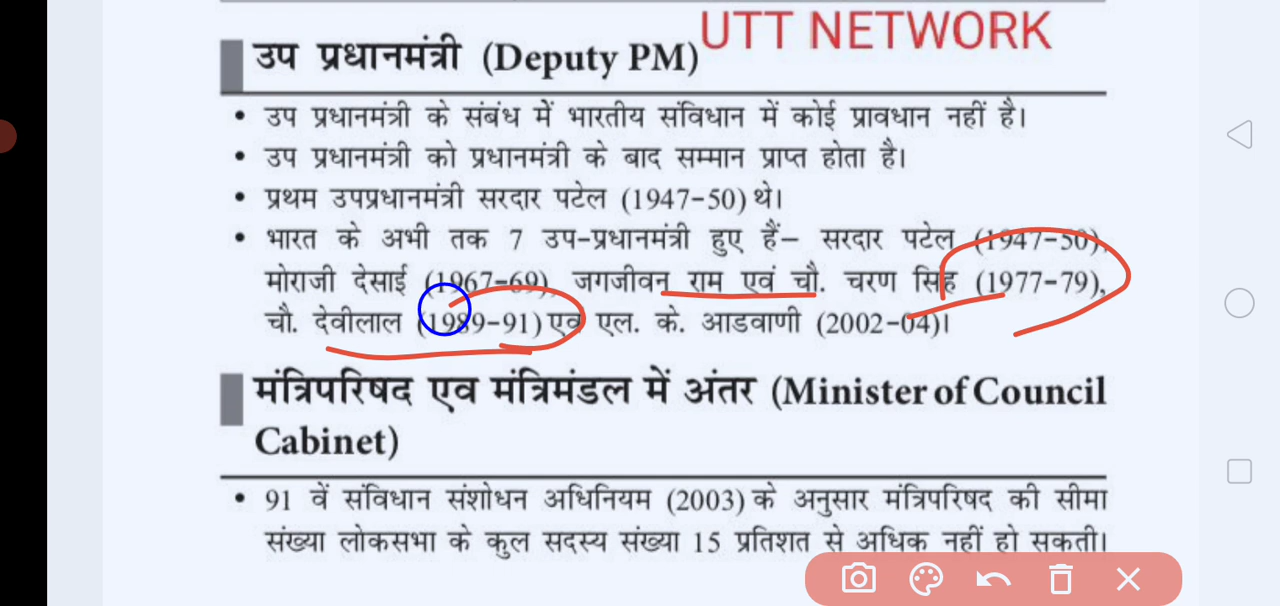 UTT NETWORK
उप प्रधानमंत्री (Deputy PM)
• उप प्रधानमंत्री के संबंध में भारतीय संविधान में कोई प्रावधान नहीं है।
• उप प्रधानमंत्री को प्रधानमंत्री के बाद सम्मान प्राप्त होता है।
• प्रथम उपप्रधानमंत्री सरदार पटेल (1947-50) थे।
• भारत के अभी तक 7 उप-प्रधानमंत्री हुए हैं- सरदार पटेल (1947-50),
मोराजी देसाई (1967-69), जगजीवन राम एवं चौ. चरण सिंह (1977-79),
चौ. देवीलाल (1989-91) एवं एल. के. आडवाणी (2002-04)।
मंत्रिपरिषद एव मंत्रिमंडल में अंतर (Minister of Council
Cabinet)
• 91 वें संविधान संशोधन अधिनियम (2003) के अनुसार मंत्रिपरिषद की सीमा
संख्या लोकसभा के कुल सदस्य संख्या 15 प्रतिशत से अधिक नहीं हो सकती।